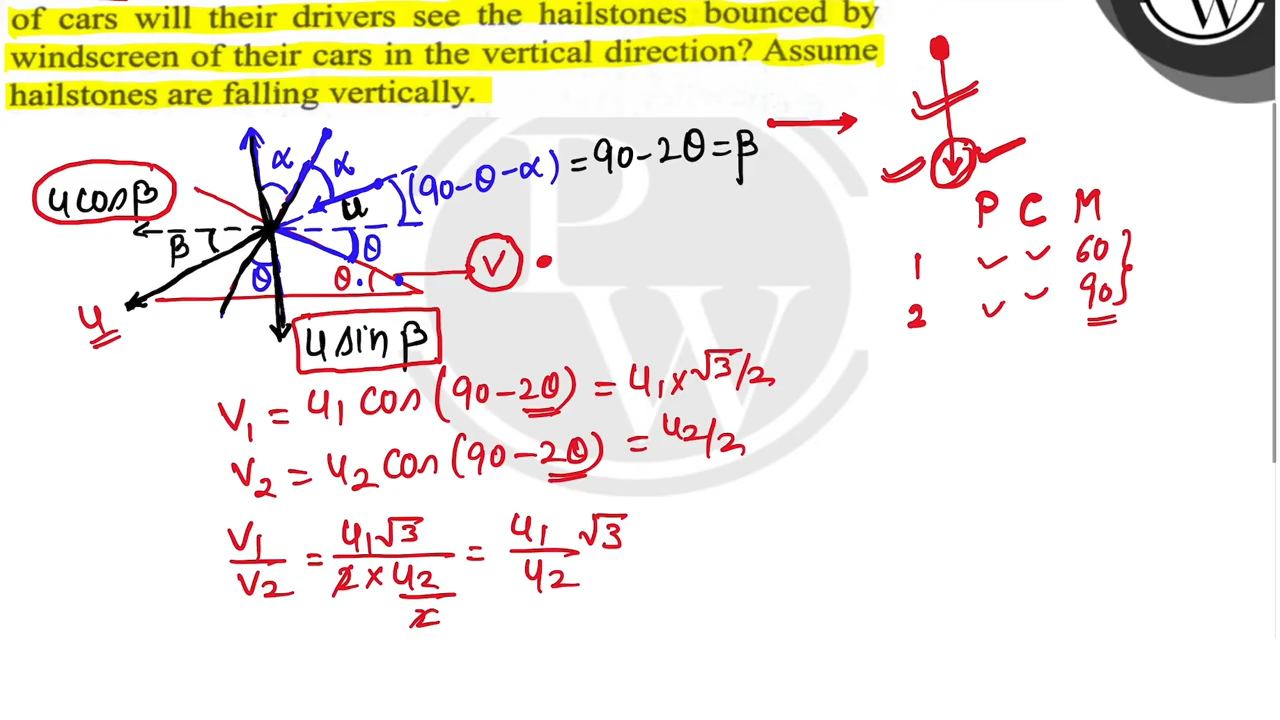 of cars will their drivers see the hailstones bounced by
windscreen of their cars in the vertical direction? Assume
hailstones are falling vertically.
α α (90-θ-α) = 90-2θ = β
u cosβ u
β θ
θ θ V
u
u sin β
P C M
1 ✓ ✓ 60
2 ✓ ✓ 90
V₁ = u₁ cos (90-2θ) = u₁ × √3/2
V₂ = u₂ cos (90-2θ) = u₂/2
V₁/V₂ = u₁√3/(2 × u₂/2) = u₁/u₂ √3
PW
W